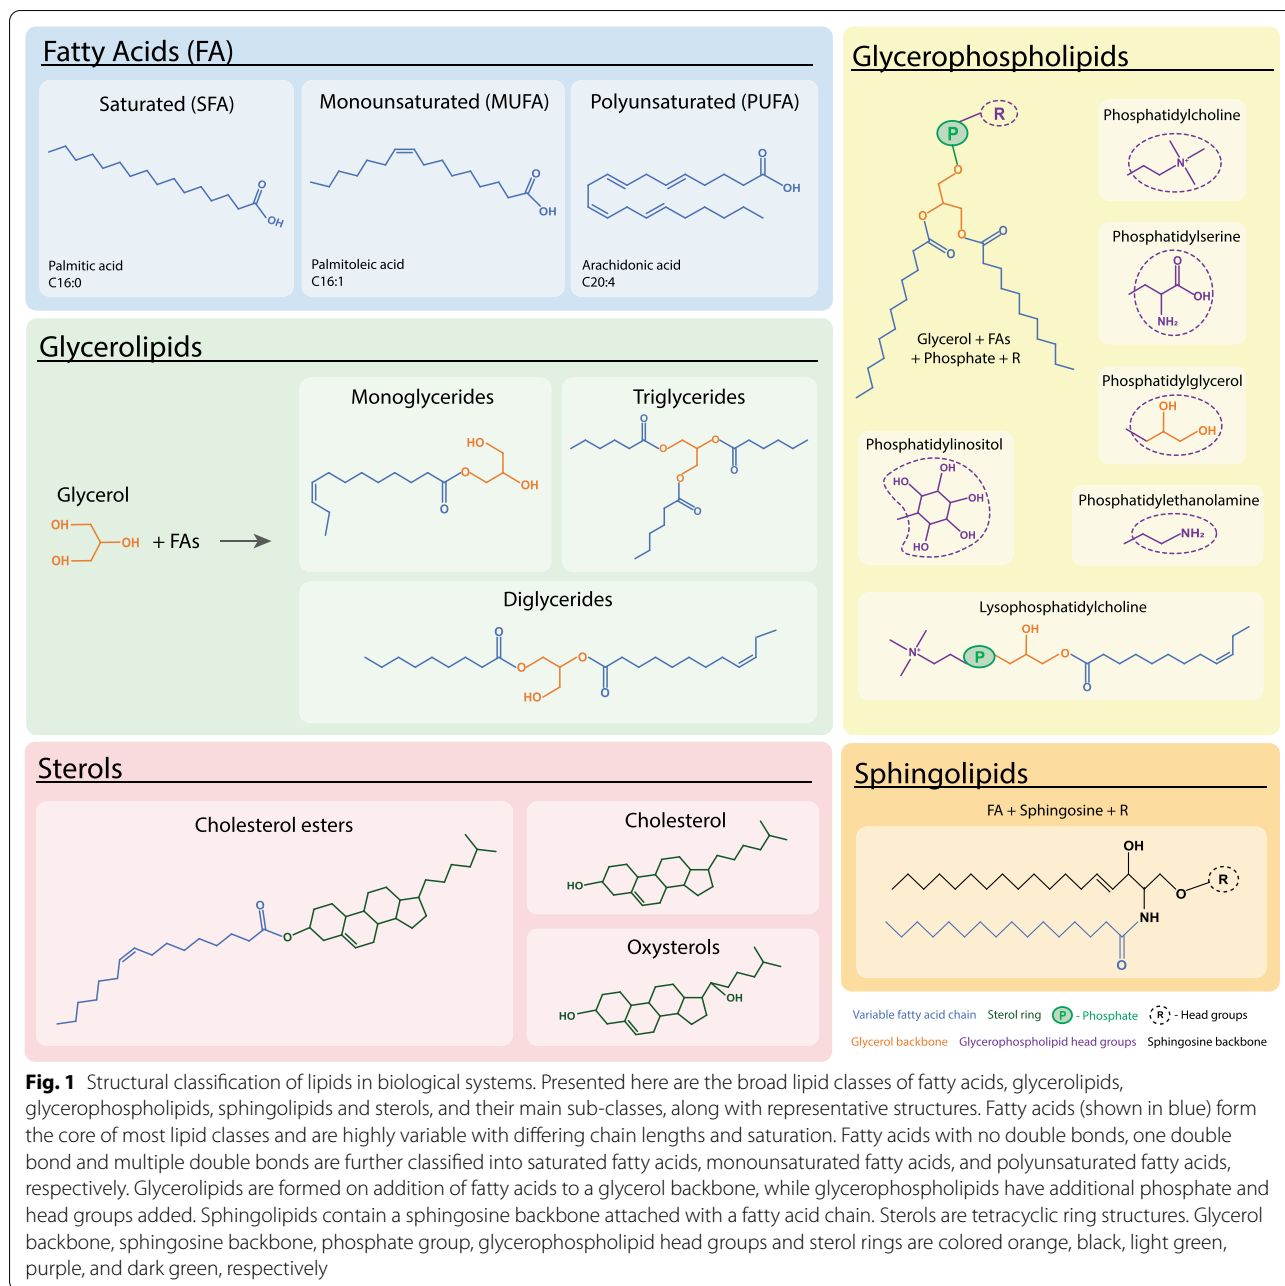 Fatty Acids (FA)
Saturated (SFA)
O
OH
Palmitic acid
C16:0
Monounsaturated (MUFA)
O
OH
Palmitoleic acid
C16:1
Polyunsaturated (PUFA)
O
OH
Arachidonic acid
C20:4
Glycerolipids
Glycerol
OH
OH
OH
+ FAs
Monoglycerides
HO
O
OH
O
Triglycerides
O
O
O
O
O
O
Diglycerides
O
O
O
HO
O
Sterols
Cholesterol esters
O
O
Cholesterol
HO
Oxysterols
OH
HO
Glycerophospholipids
R
P
O
O
O
O
O
Glycerol + FAs
+ Phosphate + R
Phosphatidylcholine
N+
Phosphatidylserine
O
OH
NH₂
Phosphatidylglycerol
OH
OH
Phosphatidylinositol
OH
HO
OH
OH
HO
Phosphatidylethanolamine
NH₂
Lysophosphatidylcholine
OH
N+
P
O
O
Sphingolipids
FA + Sphingosine + R
OH
R
O
NH
O
Variable fatty acid chain Sterol ring P - Phosphate R - Head groups
Glycerol backbone Glycerophospholipid head groups Sphingosine backbone
Fig. 1 Structural classification of lipids in biological systems. Presented here are the broad lipid classes of fatty acids, glycerolipids,
glycerophospholipids, sphingolipids and sterols, and their main sub-classes, along with representative structures. Fatty acids (shown in blue) form
the core of most lipid classes and are highly variable with differing chain lengths and saturation. Fatty acids with no double bonds, one double
bond and multiple double bonds are further classified into saturated fatty acids, monounsaturated fatty acids, and polyunsaturated fatty acids,
respectively. Glycerolipids are formed on addition of fatty acids to a glycerol backbone, while glycerophospholipids have additional phosphate and
head groups added. Sphingolipids contain a sphingosine backbone attached with a fatty acid chain. Sterols are tetracyclic ring structures. Glycerol
backbone, sphingosine backbone, phosphate group, glycerophospholipid head groups and sterol rings are colored orange, black, light green,
purple, and dark green, respectively